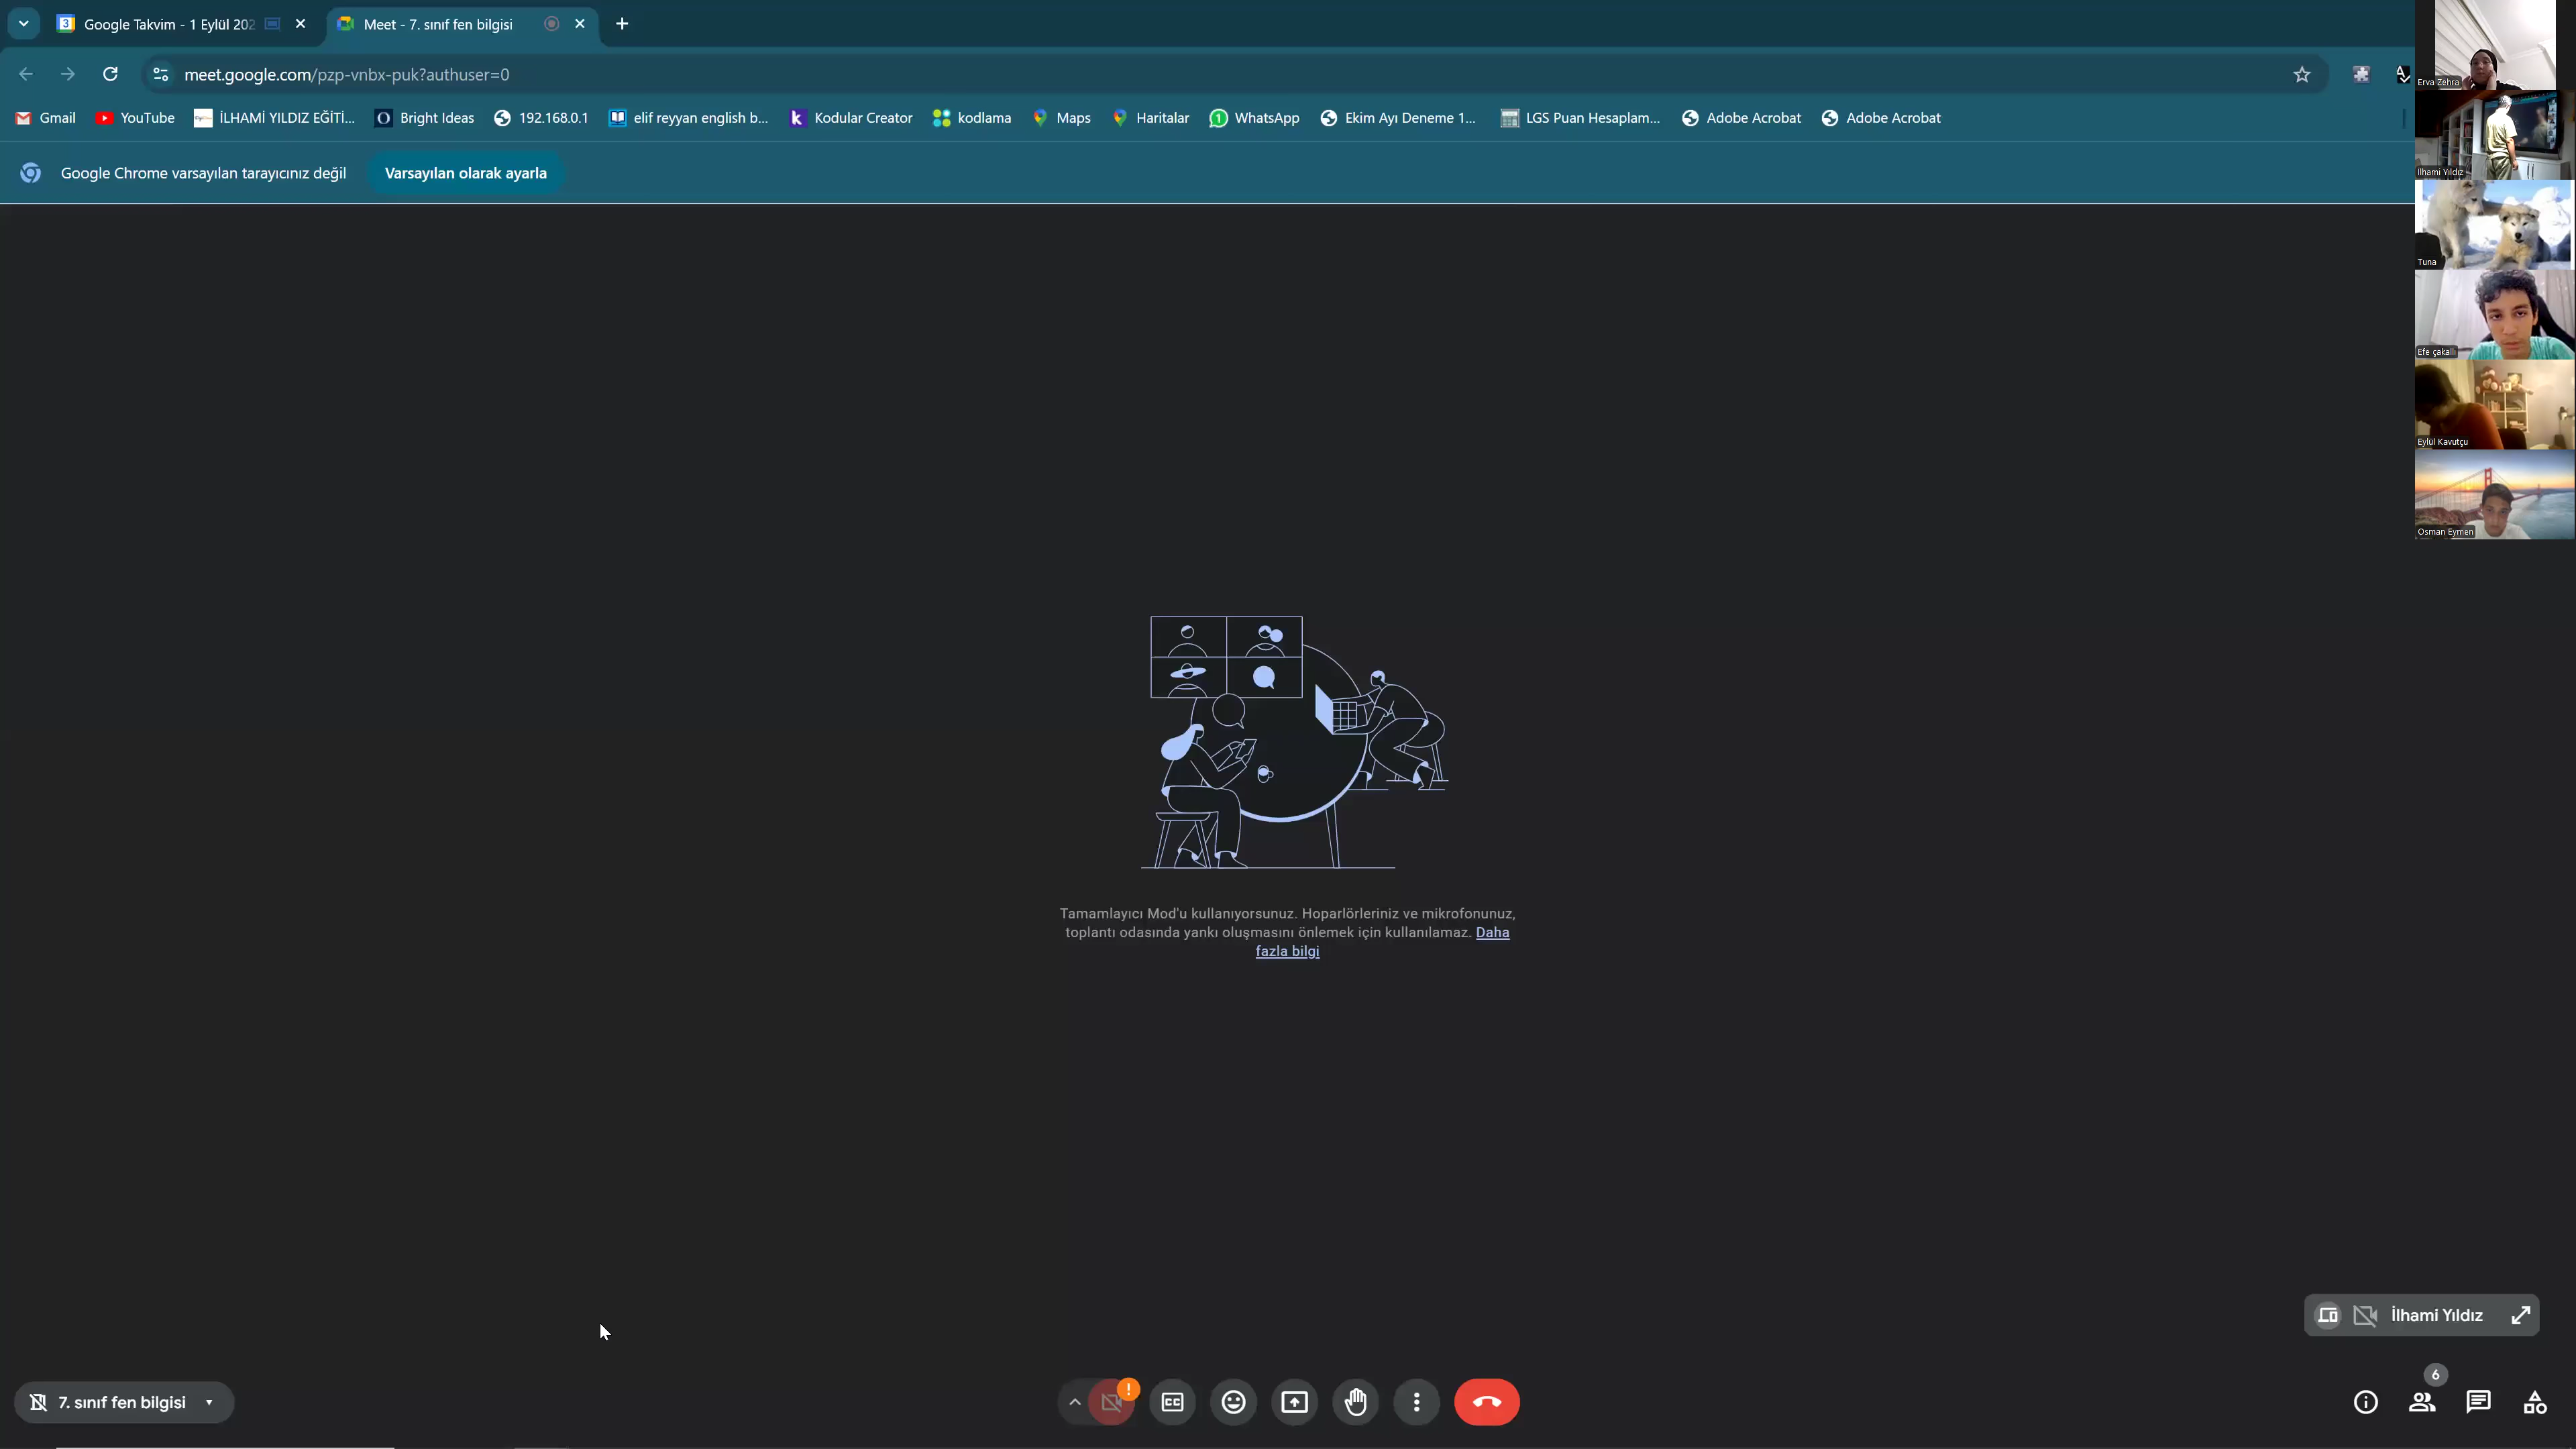 Google Takvim - 1 Eylül 202
Meet - 7. sınıf fen bilgisi
meet.google.com/pzp-vnbx-puk?authuser=0
Gmail
YouTube
İLHAMİ YILDIZ EĞİTİ...
Bright Ideas
192.168.0.1
elif reyyan english b...
Kodular Creator
kodlama
Maps
Haritalar
WhatsApp
Ekim Ayı Deneme 1...
LGS Puan Hesaplam...
Adobe Acrobat
Adobe Acrobat
Google Chrome varsayılan tarayıcınız değil
Varsayılan olarak ayarla
Erva Zehra
İlhami Yıldız
Tuna
Efe çakallı
Eylül Kavutçu
Osman Eymen
Tamamlayıcı Mod'u kullanıyorsunuz. Hoparlörleriniz ve mikrofonunuz,
toplantı odasında yankı oluşmasını önlemek için kullanılamaz. Daha
fazla bilgi
İlhami Yıldız
7. sınıf fen bilgisi
CC
6